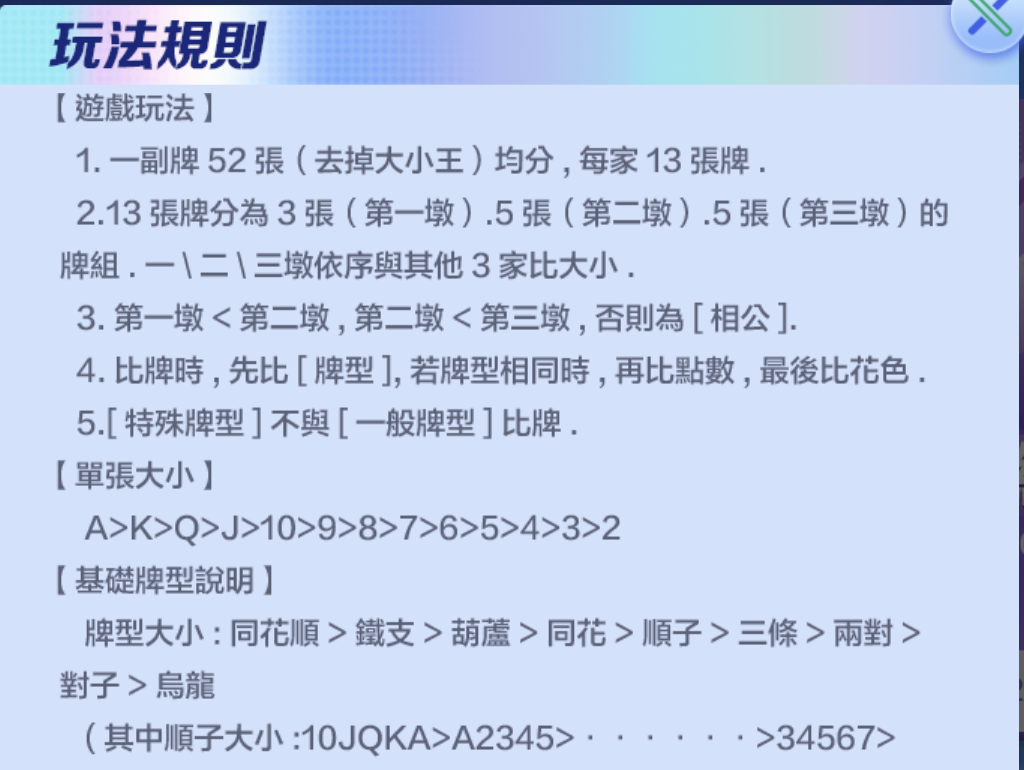 玩法規則
【遊戲玩法】
1. 一副牌 52 張（去掉大小王）均分 , 每家 13 張牌 .
2.13 張牌分為 3 張（第一墩）.5 張（第二墩）.5 張（第三墩）的
牌組 . 一 \ 二 \ 三墩依序與其他 3 家比大小 .
3. 第一墩 < 第二墩 , 第二墩 < 第三墩 , 否則為 [ 相公 ].
4. 比牌時 , 先比 [ 牌型 ], 若牌型相同時 , 再比點數 , 最後比花色 .
5.[ 特殊牌型 ] 不與 [ 一般牌型 ] 比牌 .
【單張大小】
A>K>Q>J>10>9>8>7>6>5>4>3>2
【基礎牌型說明】
牌型大小 : 同花順 > 鐵支 > 葫蘆 > 同花 > 順子 > 三條 > 兩對 >
對子 > 烏龍
（其中順子大小 :10JQKA>A2345>······>34567>